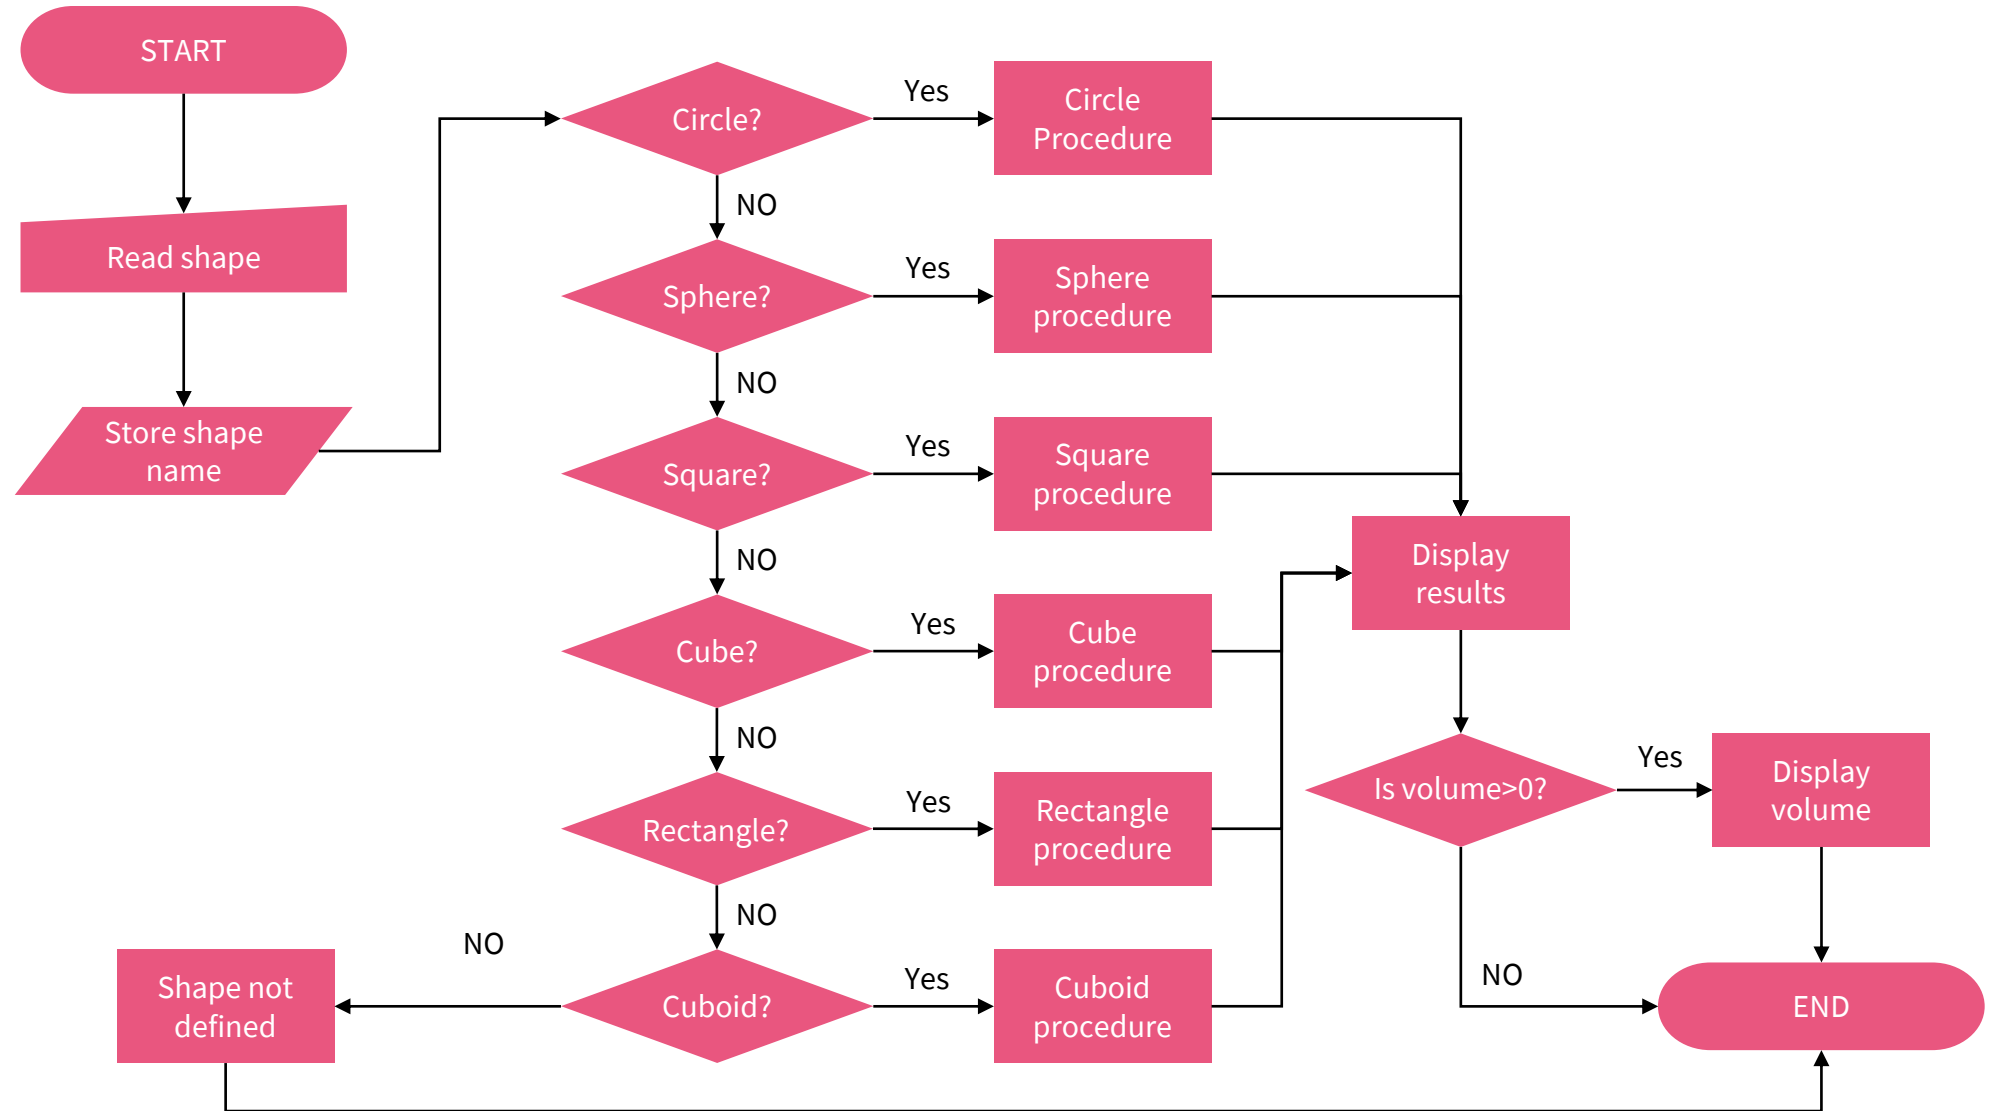 START
Read shape
Store shape
name
Circle?
Yes
Circle
Procedure
NO
Sphere?
Yes
Sphere
procedure
NO
Square?
Yes
Square
procedure
NO
Cube?
Yes
Cube
procedure
NO
Rectangle?
Yes
Rectangle
procedure
NO
Cuboid?
Yes
Cuboid
procedure
NO
Shape not
defined
Display
results
Is volume>0?
Yes
Display
volume
NO
END